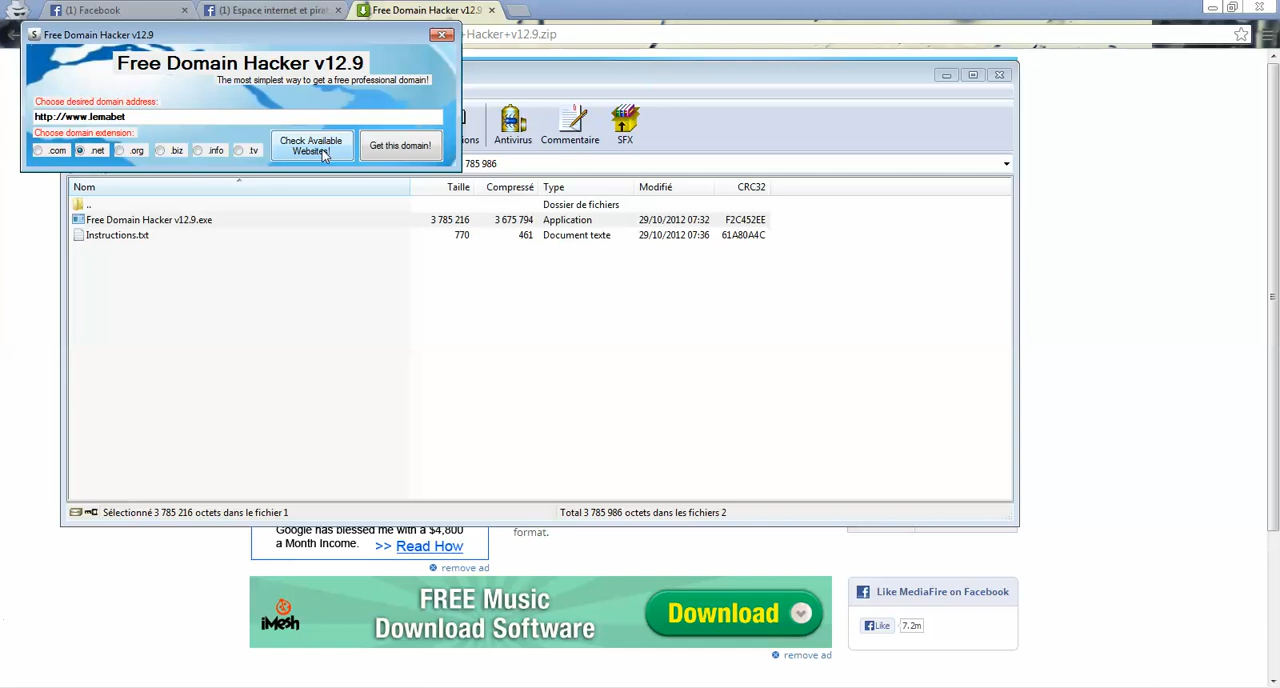 (1) Facebook
(1) Espace internet et pirat
Free Domain Hacker v12.9
Hacker+v12.9.zip
Free Domain Hacker v12.9
Free Domain Hacker v12.9
The most simplest way to get a free professional domain!
Choose desired domain address:
http://www.lemabet
Choose domain extension:
.com
.net
.org
.biz
.info
.tv
Check Available
Websites!
Get this domain!
Antivirus
Commentaire
SFX
785 986
Nom
Taille
Compressé
Type
Modifié
CRC32
..
Dossier de fichiers
Free Domain Hacker v12.9.exe
3 785 216
3 675 794
Application
29/10/2012 07:32
F2C452EE
Instructions.txt
770
461
Document texte
29/10/2012 07:36
61A80A4C
Sélectionné 3 785 216 octets dans le fichier 1
Total 3 785 986 octets dans les fichiers 2
Google has blessed me with a $4,800
a Month Income.
>> Read How
format.
remove ad
iMesh
FREE Music
Download Software
Download
remove ad
Like MediaFire on Facebook
Like
7.2m